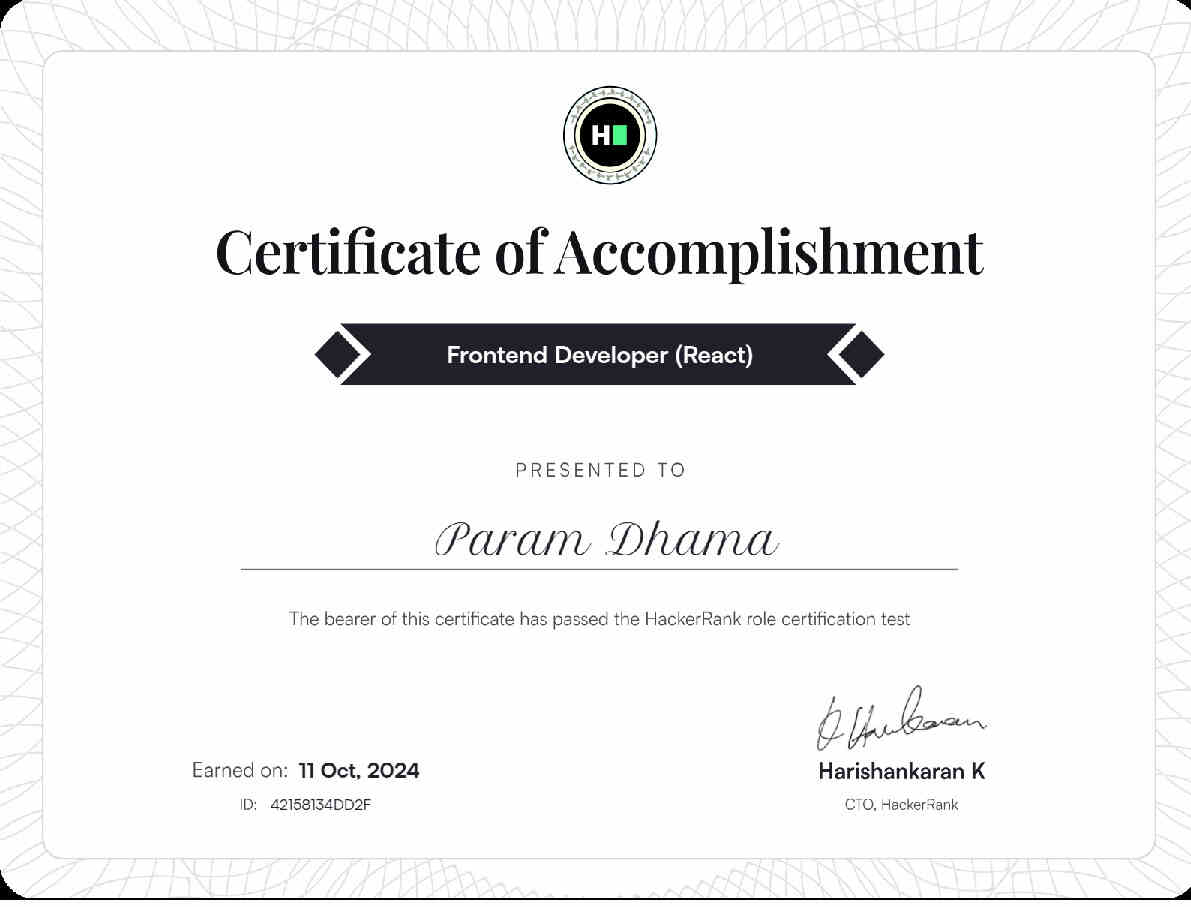 H
Certificate of Accomplishment
Frontend Developer (React)
PRESENTED TO
Param Dhama
The bearer of this certificate has passed the HackerRank role certification test
Earned on: 11 Oct, 2024
ID: 42158134DD2F
Harishankaran K
CTO, HackerRank